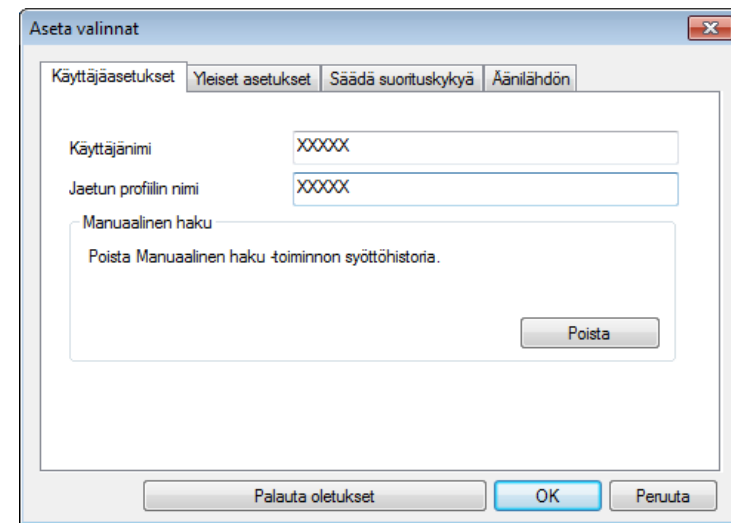 Aseta valinnat
Käyttäjäasetukset Yleiset asetukset Säädä suorituskykyä Äänilähdön
Käyttäjänimi XXXXX
Jaetun profiilin nimi XXXXX
Manuaalinen haku
Poista Manuaalinen haku -toiminnon syöttöhistoria.
Poista
Palauta oletukset OK Peruuta